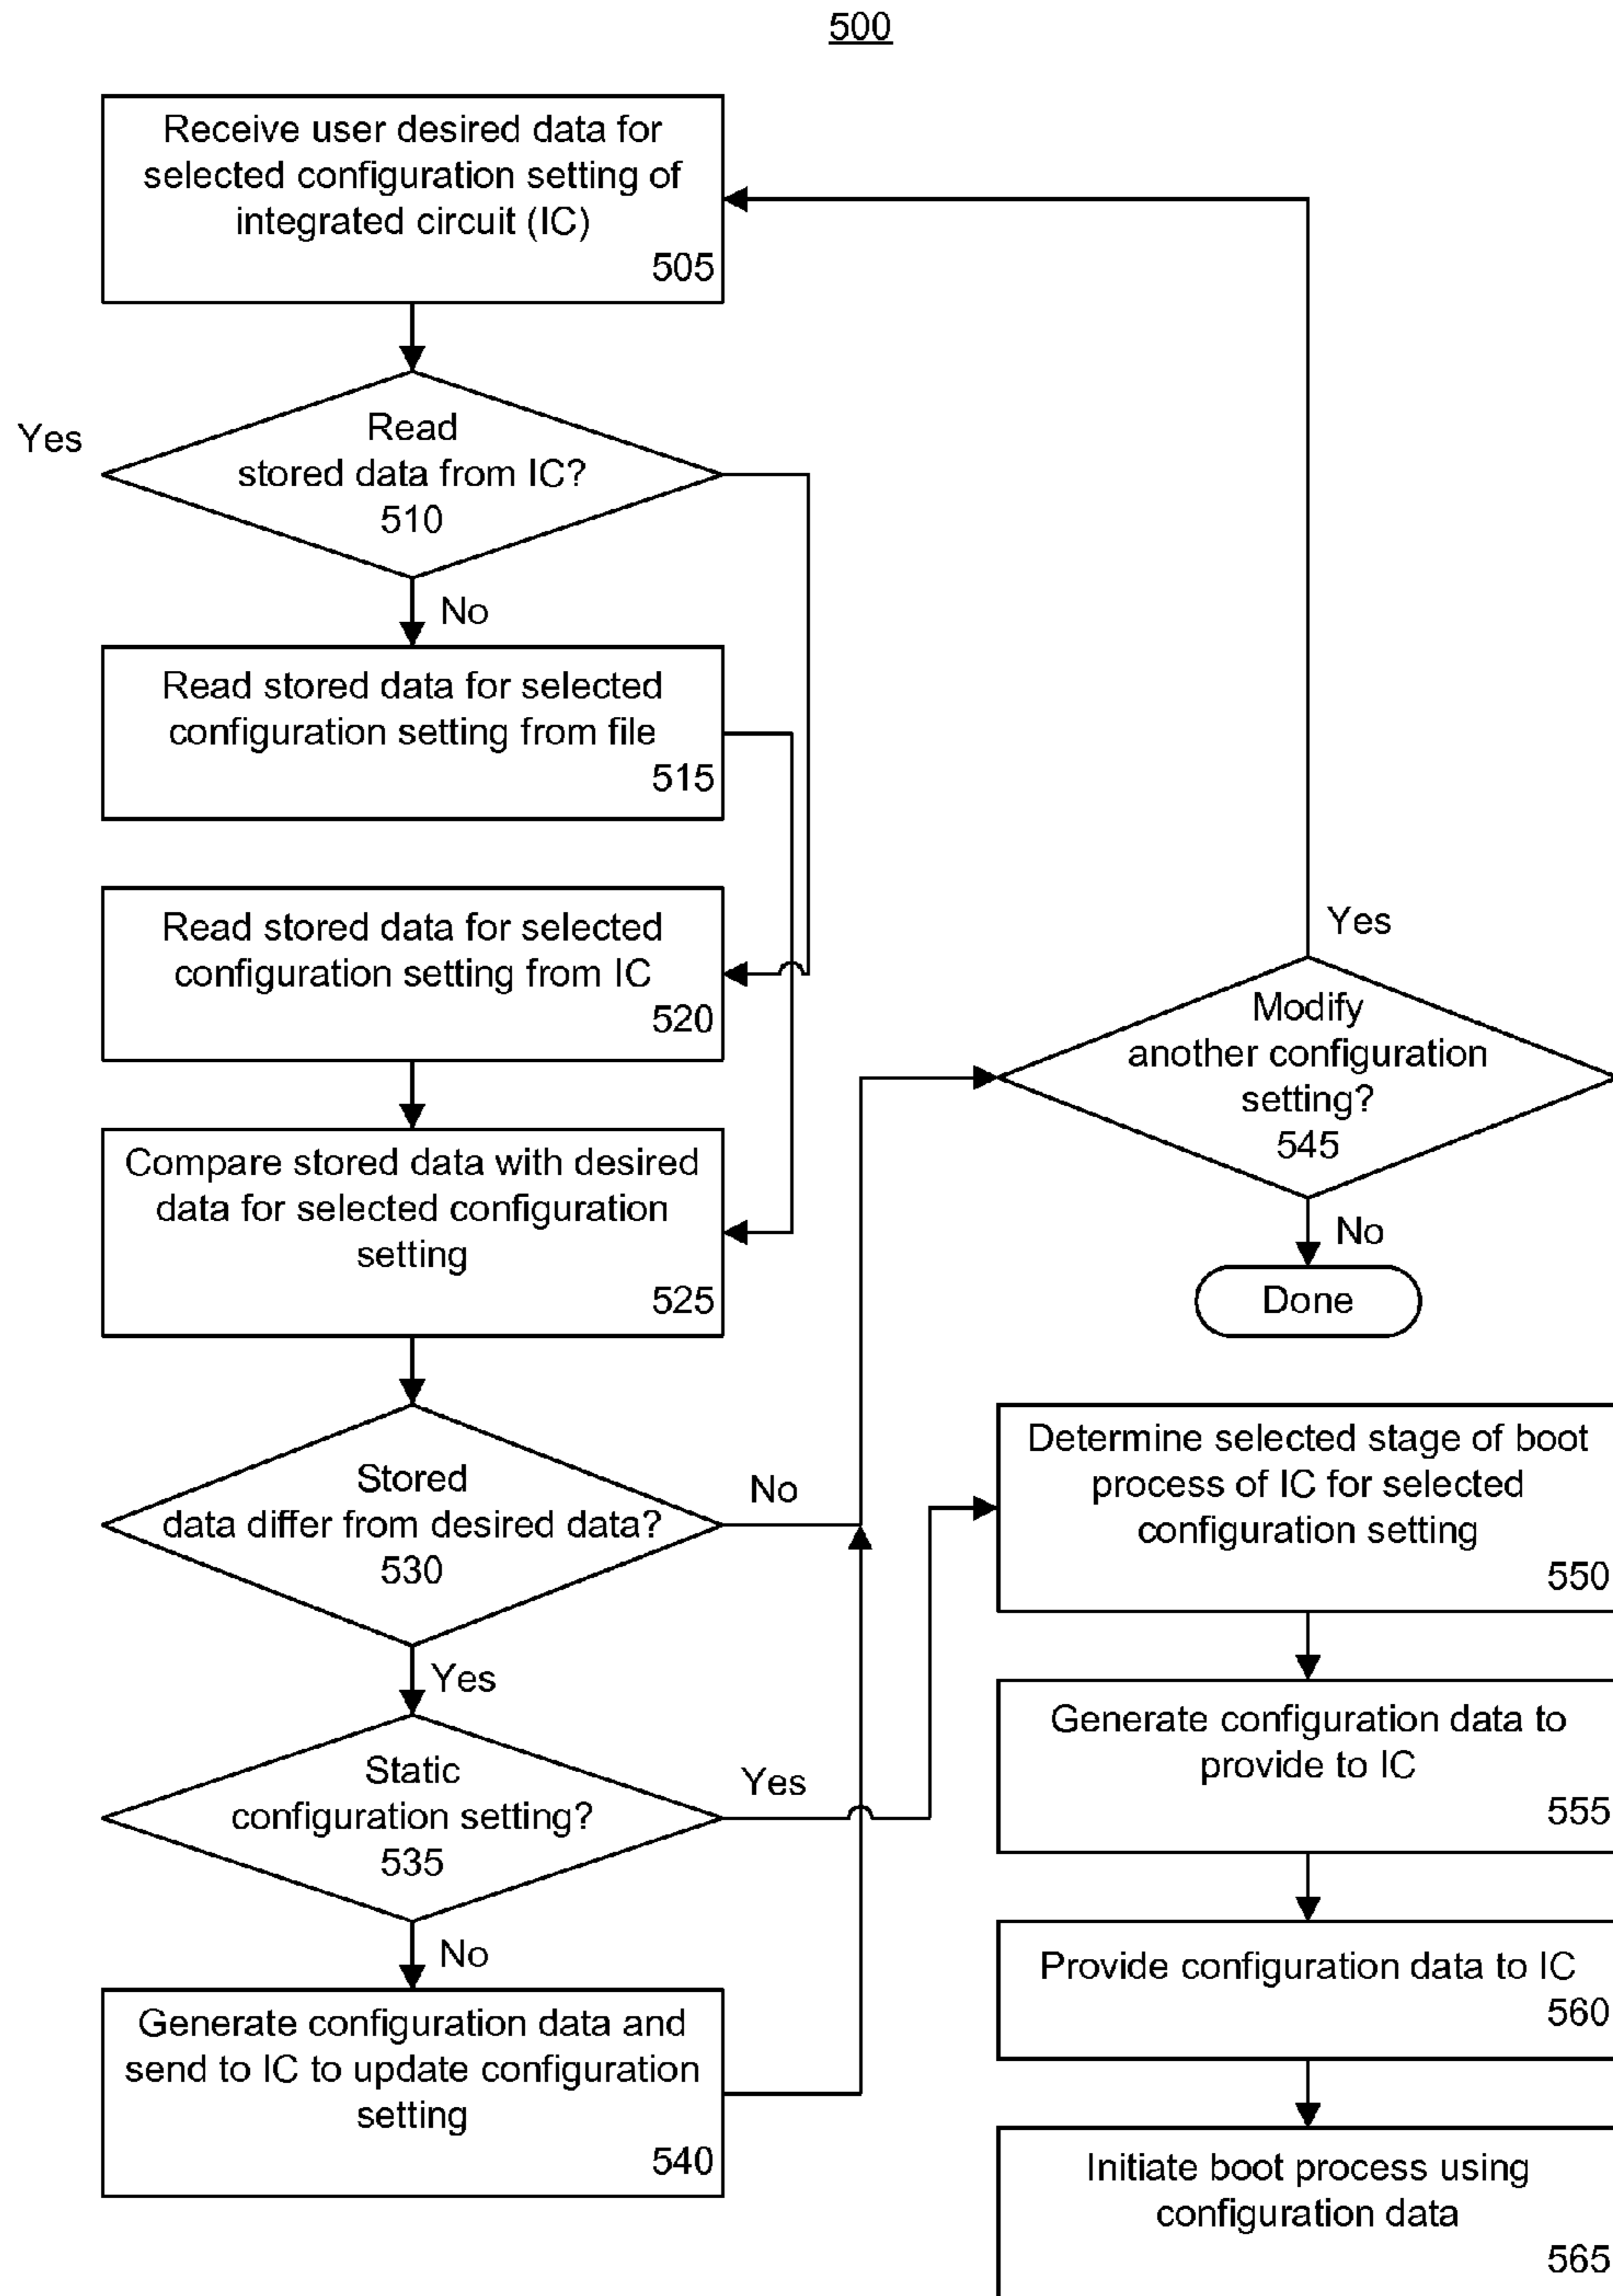 500
Receive user desired data for
selected configuration setting of
integrated circuit (IC)
505
Yes
Read
stored data from IC?
510
No
Read stored data for selected
configuration setting from file
515
Read stored data for selected
configuration setting from IC
520
Compare stored data with desired
data for selected configuration
setting
525
Stored
data differ from desired data?
530
No
Yes
Static
configuration setting?
535
Yes
No
Generate configuration data and
send to IC to update configuration
setting
540
Yes
Modify
another configuration
setting?
545
No
Done
Determine selected stage of boot
process of IC for selected
configuration setting
550
Generate configuration data to
provide to IC
555
Provide configuration data to IC
560
Initiate boot process using
configuration data
565